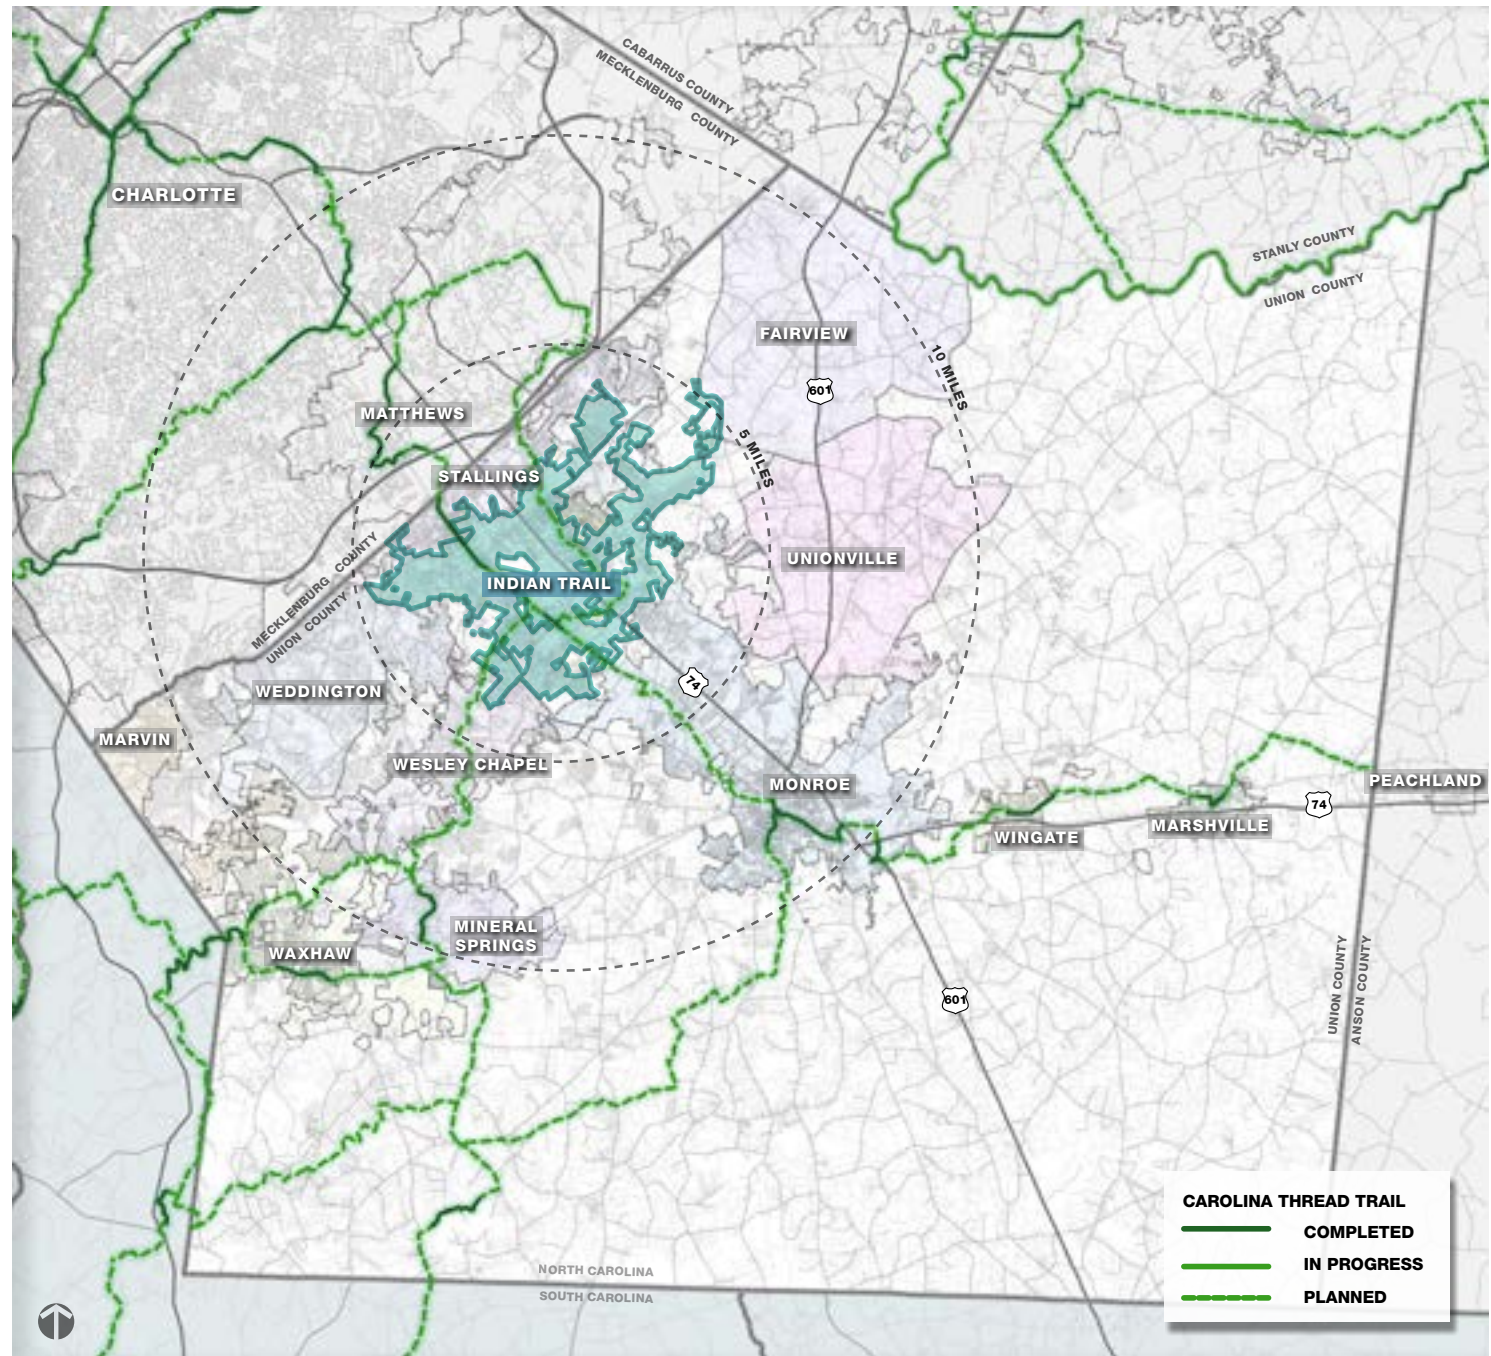 CABARRUS COUNTY
MECKLENBURG COUNTY
CHARLOTTE
STANLY COUNTY
UNION COUNTY
FAIRVIEW
10 MILES
601
MATTHEWS
5 MILES
STALLINGS
UNIONVILLE
INDIAN TRAIL
MECKLENBURG COUNTY
UNION COUNTY
WEDDINGTON
74
MARVIN
WESLEY CHAPEL
MONROE
PEACHLAND
74
MARSHVILLE
WINGATE
MINERAL
SPRINGS
WAXHAW
UNION COUNTY
ANSON COUNTY
601
CAROLINA THREAD TRAIL
COMPLETED
IN PROGRESS
PLANNED
NORTH CAROLINA
SOUTH CAROLINA